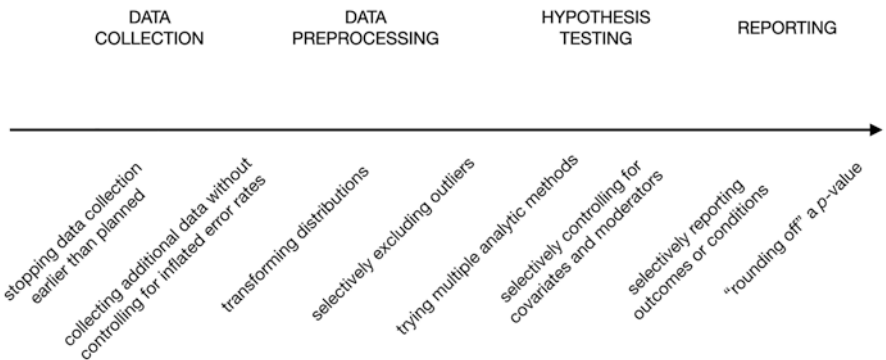 DATA
COLLECTION
DATA
PREPROCESSING
HYPOTHESIS
TESTING
REPORTING
stopping data collection
earlier than planned
collecting additional data without
controlling for inflated error rates
transforming distributions
selectively excluding outliers
trying multiple analytic methods
selectively controlling for
covariates and moderators
selectively reporting
outcomes or conditions
“rounding off” a p-value